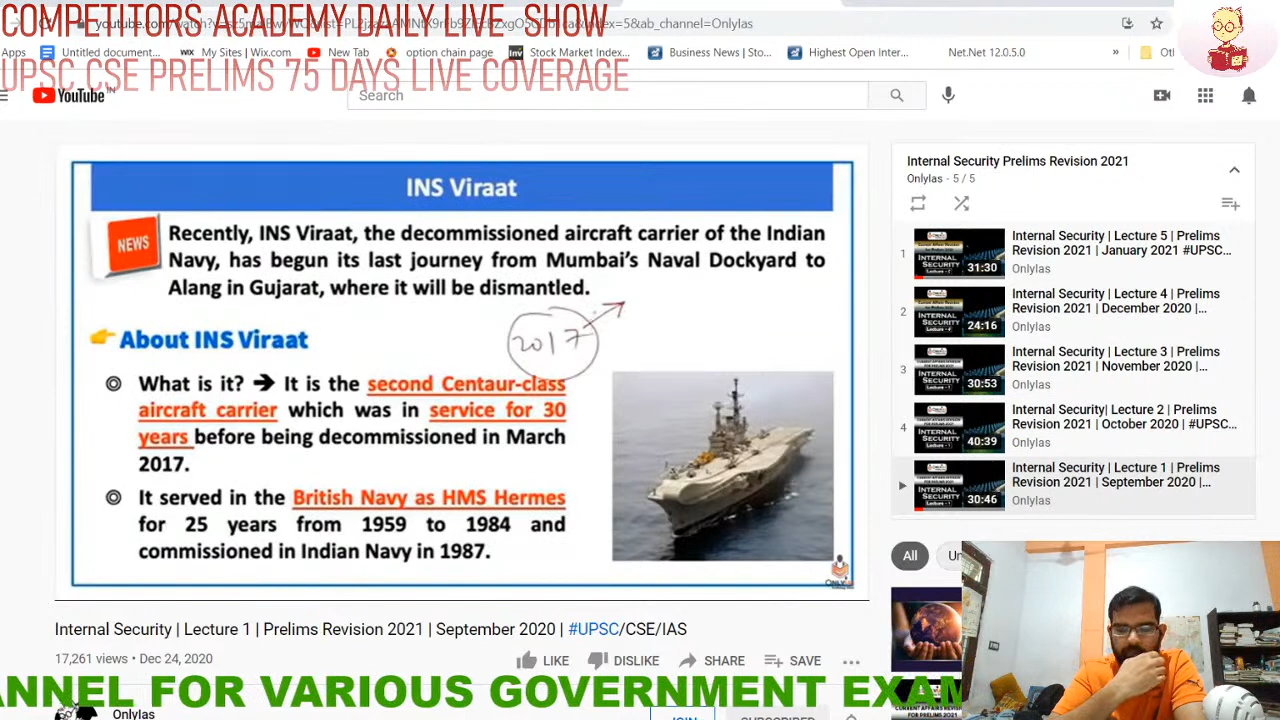 COMPETITORS ACADEMY DAILY LIVE-SHOW
UPSC CSE PRELIMS 75 DAYS LIVE COVERAGE
Apps Untitled document... My Sites | Wix.com New Tab option chain page Stock Market Index... Business News | Sto... Highest Open Inter... Net.Net 12.0.5.0 »
YouTube IN
Search
INS Viraat
NEWS
Recently, INS Viraat, the decommissioned aircraft carrier of the Indian
Navy, has begun its last journey from Mumbai's Naval Dockyard to
Alang in Gujarat, where it will be dismantled.
2017
About INS Viraat
What is it? ➔ It is the second Centaur-class
aircraft carrier which was in service for 30
years before being decommissioned in March
2017.
It served in the British Navy as HMS Hermes
for 25 years from 1959 to 1984 and
commissioned in Indian Navy in 1987.
Internal Security | Lecture 1 | Prelims Revision 2021 | September 2020 | #UPSC/CSE/IAS
17,261 views • Dec 24, 2020
LIKE DISLIKE SHARE SAVE ...
ANNEL FOR VARIOUS GOVERNMENT EXAM
OnlyIas
JOIN SUBSCRIBED
Internal Security Prelims Revision 2021
OnlyIas - 5 / 5
1
Internal Security | Lecture 5 | Prelims
Revision 2021 | January 2021 #UPSC...
OnlyIas
31:30
2
Internal Security | Lecture 4 | Prelims
Revision 2021 | December 2020 |...
OnlyIas
24:16
3
Internal Security | Lecture 3 | Prelims
Revision 2021 | November 2020 |...
OnlyIas
30:53
4
Internal Security| Lecture 2 | Prelims
Revision 2021 | October 2020 | #UPSC...
OnlyIas
40:39
Internal Security | Lecture 1 | Prelims
Revision 2021 | September 2020 |...
OnlyIas
30:46
All